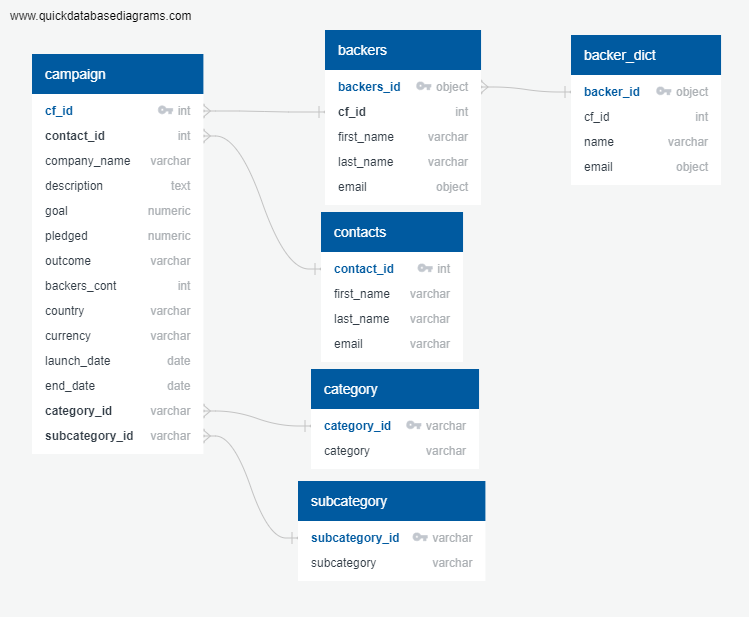 www.quickdatabasediagrams.com
campaign
cf_id int
contact_id int
company_name varchar
description text
goal numeric
pledged numeric
outcome varchar
backers_cont int
country varchar
currency varchar
launch_date date
end_date date
category_id varchar
subcategory_id varchar
backers
backers_id object
cf_id int
first_name varchar
last_name varchar
email object
backer_dict
backer_id object
cf_id int
name varchar
email object
contacts
contact_id int
first_name varchar
last_name varchar
email varchar
category
category_id varchar
category varchar
subcategory
subcategory_id varchar
subcategory varchar